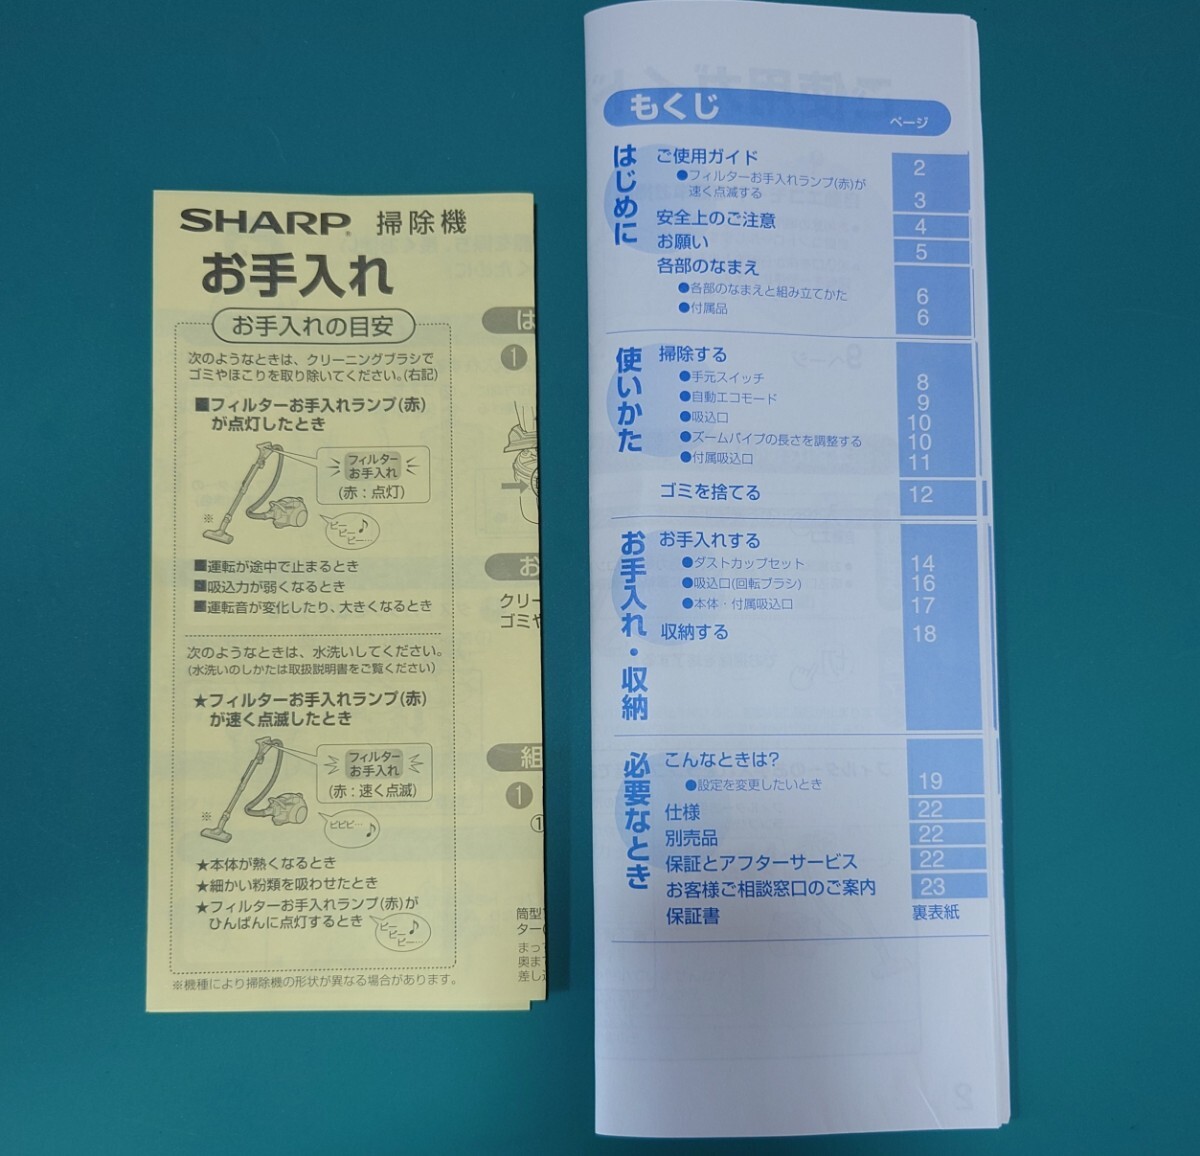 SHARP 掃除機
お手入れ
お手入れの目安
次のようなときは、クリーニングブラシで
ゴミやほこりを取り除いてください。(右記)
■フィルターお手入れランプ(赤)
が点灯したとき
フィルター
お手入れ
(赤：点灯)
※
ピー
ピーピー…
■運転が途中で止まるとき
■吸込力が弱くなるとき
■運転音が変化したり、大きくなるとき
次のようなときは、水洗いしてください。
(水洗いのしかたは取扱説明書をご覧ください)
★フィルターお手入れランプ(赤)
が速く点滅したとき
フィルター
お手入れ
(赤：速く点滅)
※
ピピピ…
★本体が熱くなるとき
★細かい粉類を吸わせたとき
★フィルターお手入れランプ(赤)が
ひんぱんに点灯するとき
ピー
ピーピー…
※機種により掃除機の形状が異なる場合があります。
は
1
お
クリー
ゴミや
組
1
①
筒型
ター(
まっ
奥ま
差し
もくじ
ページ
はじめに
ご使用ガイド 2
●フィルターお手入れランプ(赤)が
速く点滅する 3
安全上のご注意 4
お願い 5
各部のなまえ
●各部のなまえと組み立てかた 6
●付属品 6
使いかた
掃除する
●手元スイッチ 8
●自動エコモード 9
●吸込口 10
●ズームパイプの長さを調整する 10
●付属吸込口 11
ゴミを捨てる 12
お手入れ・収納
お手入れする
●ダストカップセット 14
●吸込口(回転ブラシ) 16
●本体・付属吸込口 17
収納する 18
必要なとき
こんなときは?
●設定を変更したいとき 19
仕様 22
別売品 22
保証とアフターサービス 22
お客様ご相談窓口のご案内 23
保証書 裏表紙